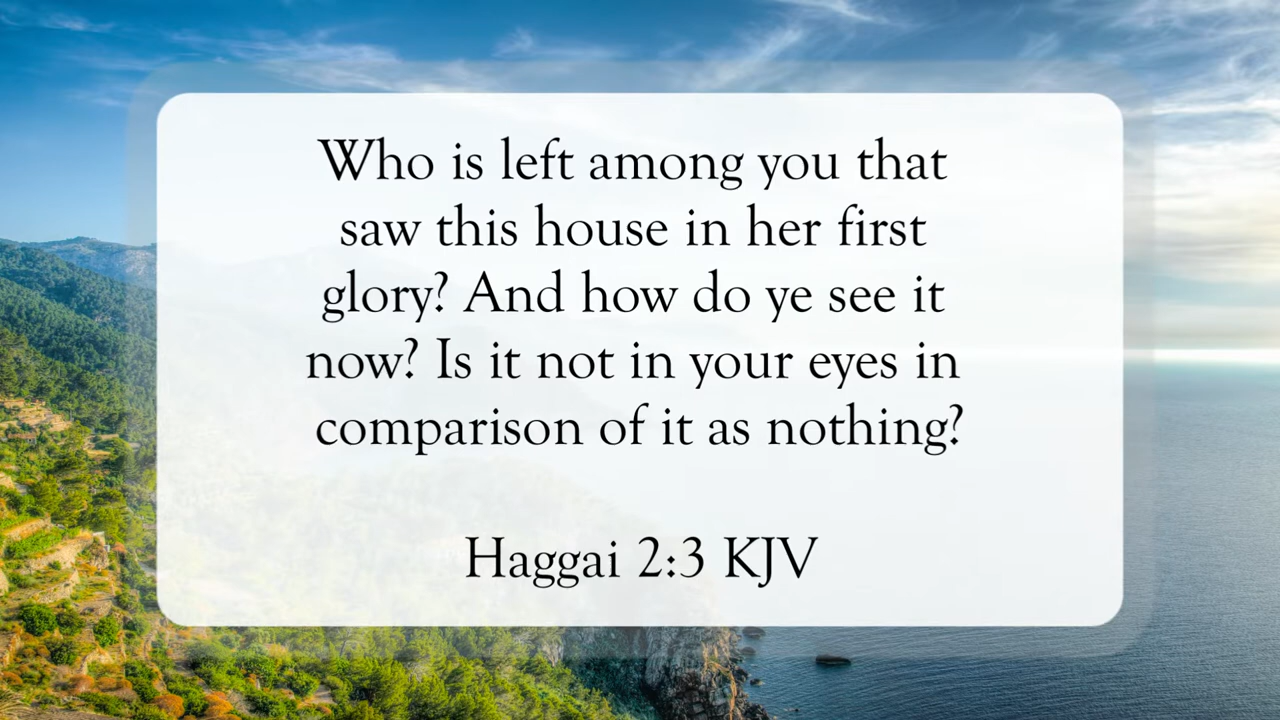 Who is left among you that
saw this house in her first
glory? And how do ye see it
now? Is it not in your eyes in
comparison of it as nothing?
Haggai 2:3 KJV